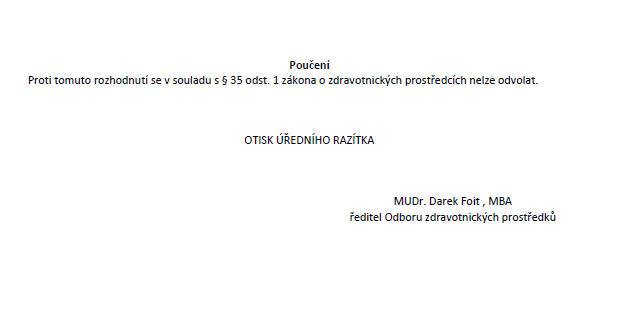 Poučení
Proti tomuto rozhodnutí se v souladu s § 35 odst. 1 zákona o zdravotnických prostředcích nelze odvolat.
OTISK ÚŘEDNÍHO RAZÍTKA
MUDr. Darek Foit , MBA
ředitel Odboru zdravotnických prostředků